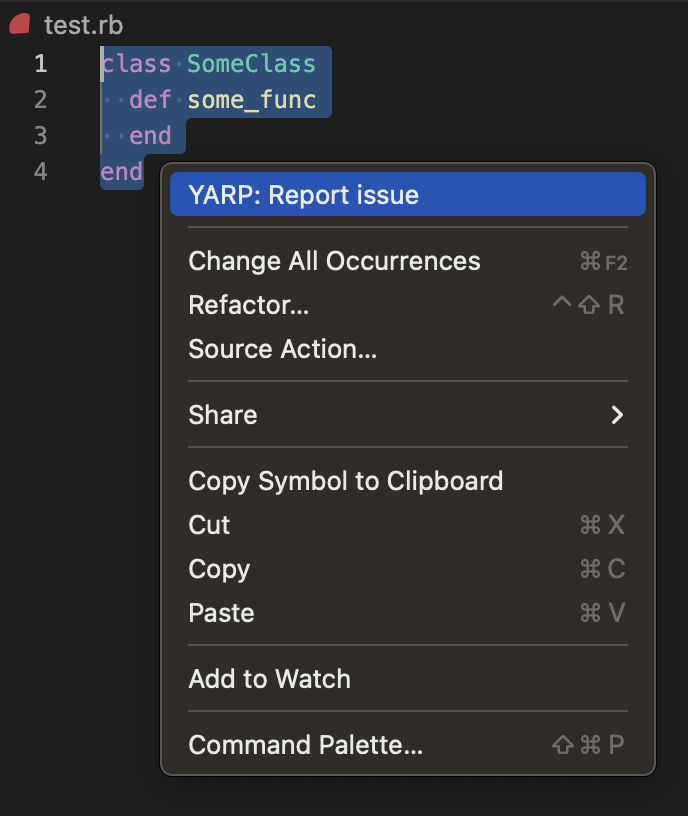 test.rb
1 class SomeClass
2   def some_func
3   end
4 end
YARP: Report issue
Change All Occurrences ⌘F2
Refactor... ^⇧R
Source Action...
Share >
Copy Symbol to Clipboard
Cut ⌘X
Copy ⌘C
Paste ⌘V
Add to Watch
Command Palette... ⇧⌘P